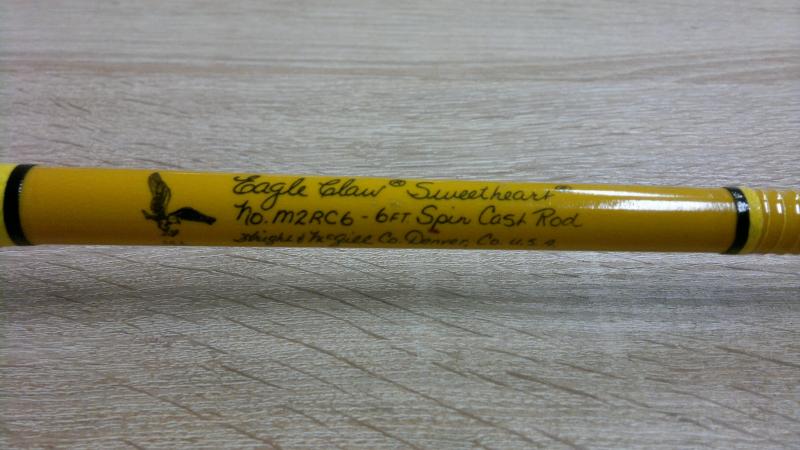 Eagle Claw® Sweetheart®
No. M2RC6 - 6FT Spin Cast Rod
Wright & McGill Co. Denver, Co. U.S.A.